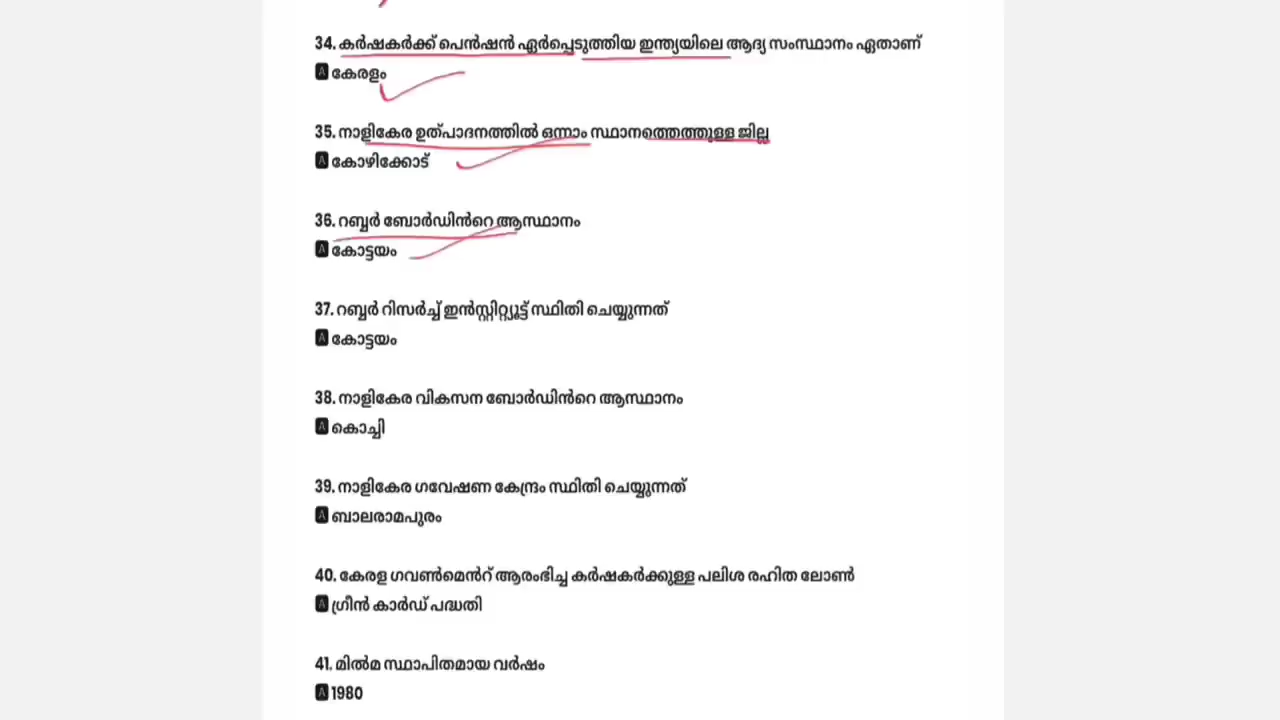 34. കർഷകർക്ക് പെൻഷൻ ഏർപ്പെടുത്തിയ ഇന്ത്യയിലെ ആദ്യ സംസ്ഥാനം ഏതാണ്
🅰 കേരളം
35. നാളികേര ഉത്പാദനത്തിൽ ഒന്നാം സ്ഥാനത്തെത്തുള്ള ജില്ല
🅰 കോഴിക്കോട്
36. റബ്ബർ ബോർഡിൻറെ ആസ്ഥാനം
🅰 കോട്ടയം
37. റബ്ബർ റിസർച്ച് ഇൻസ്റ്റിറ്റ്യൂട്ട് സ്ഥിതി ചെയ്യുന്നത്
🅰 കോട്ടയം
38. നാളികേര വികസന ബോർഡിൻറെ ആസ്ഥാനം
🅰 കൊച്ചി
39. നാളികേര ഗവേഷണ കേന്ദ്രം സ്ഥിതി ചെയ്യുന്നത്
🅰 ബാലരാമപുരം
40. കേരള ഗവൺമെൻറ് ആരംഭിച്ച കർഷകർക്കുള്ള പലിശ രഹിത ലോൺ
🅰 ഗ്രീൻ കാർഡ് പദ്ധതി
41. മിൽമ സ്ഥാപിതമായ വർഷം
🅰 1980